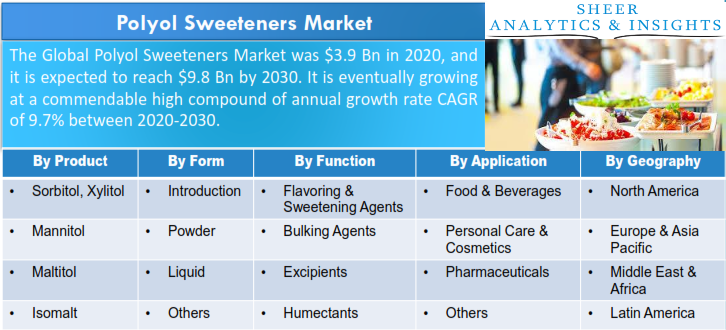 Polyol Sweeteners Market
SHEER
ANALYTICS & INSIGHTS
The Global Polyol Sweeteners Market was $3.9 Bn in 2020, and
it is expected to reach $9.8 Bn by 2030. It is eventually growing
at a commendable high compound of annual growth rate CAGR
of 9.7% between 2020-2030.
By Product By Form By Function By Application By Geography
• Sorbitol, Xylitol • Introduction • Flavoring & • Food & Beverages • North America
Sweetening Agents
• Mannitol • Powder • Bulking Agents • Personal Care & • Europe & Asia
Cosmetics Pacific
• Maltitol • Liquid • Excipients • Pharmaceuticals • Middle East &
Africa
• Isomalt • Others • Humectants • Others • Latin America